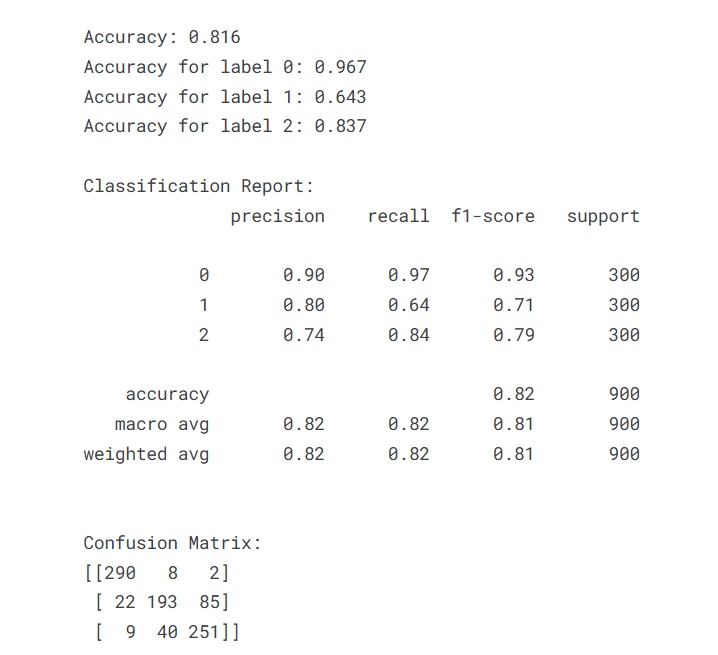 Accuracy: 0.816
Accuracy for label 0: 0.967
Accuracy for label 1: 0.643
Accuracy for label 2: 0.837
Classification Report:
precision recall f1-score support
0 0.90 0.97 0.93 300
1 0.80 0.64 0.71 300
2 0.74 0.84 0.79 300
accuracy 0.82 900
macro avg 0.82 0.82 0.81 900
weighted avg 0.82 0.82 0.81 900
Confusion Matrix:
[[290 8 2]
[ 22 193 85]
[ 9 40 251]]